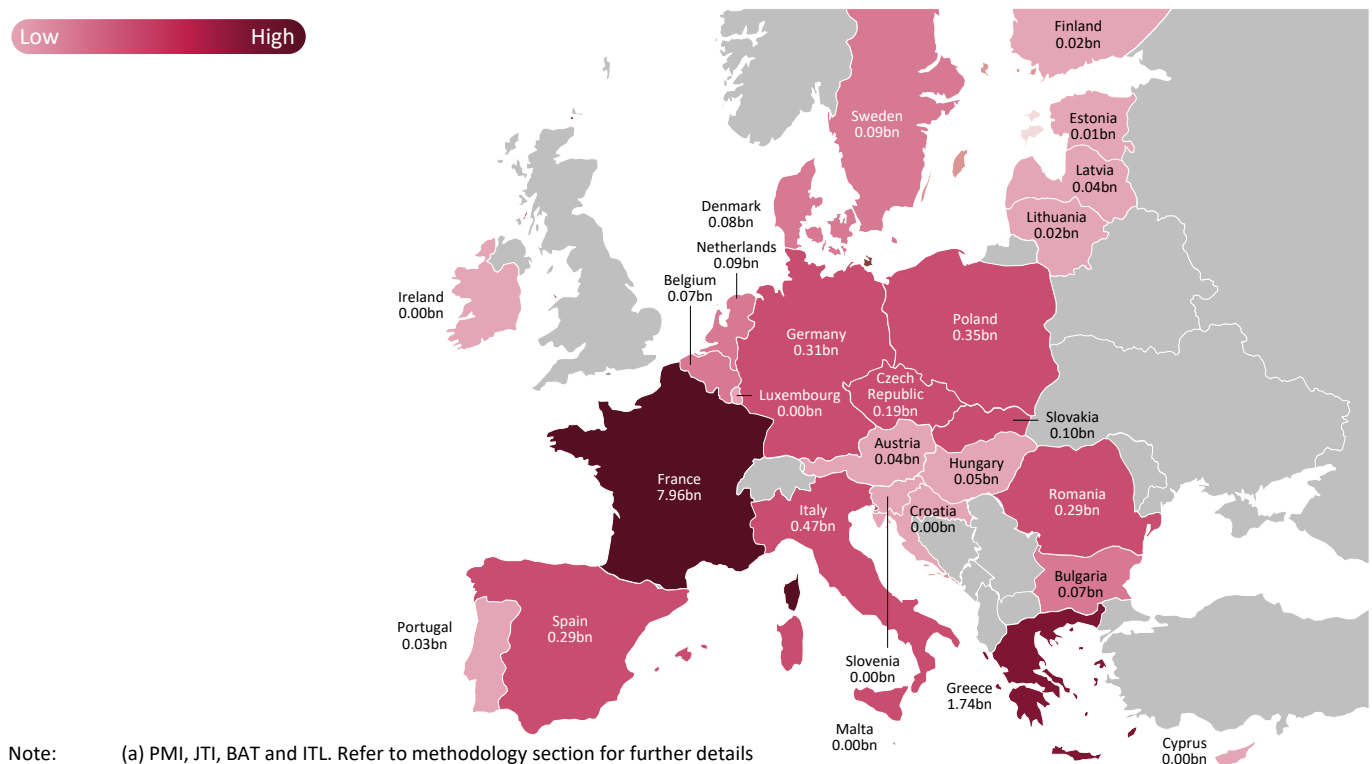 Low High
Finland
0.02bn
Sweden
0.09bn
Estonia
0.01bn
Latvia
0.04bn
Denmark
0.08bn
Lithuania
0.02bn
Netherlands
0.09bn
Belgium
0.07bn
Ireland
0.00bn
Germany
0.31bn
Poland
0.35bn
Czech
Republic
0.19bn
Luxembourg
0.00bn
Slovakia
0.10bn
Austria
0.04bn
Hungary
0.05bn
France
7.96bn
Romania
0.29bn
Italy
0.47bn
Croatia
0.00bn
Bulgaria
0.07bn
Portugal
0.03bn
Spain
0.29bn
Slovenia
0.00bn
Greece
1.74bn
Malta
0.00bn
Cyprus
0.00bn
Note: (a) PMI, JTI, BAT and ITL. Refer to methodology section for further details